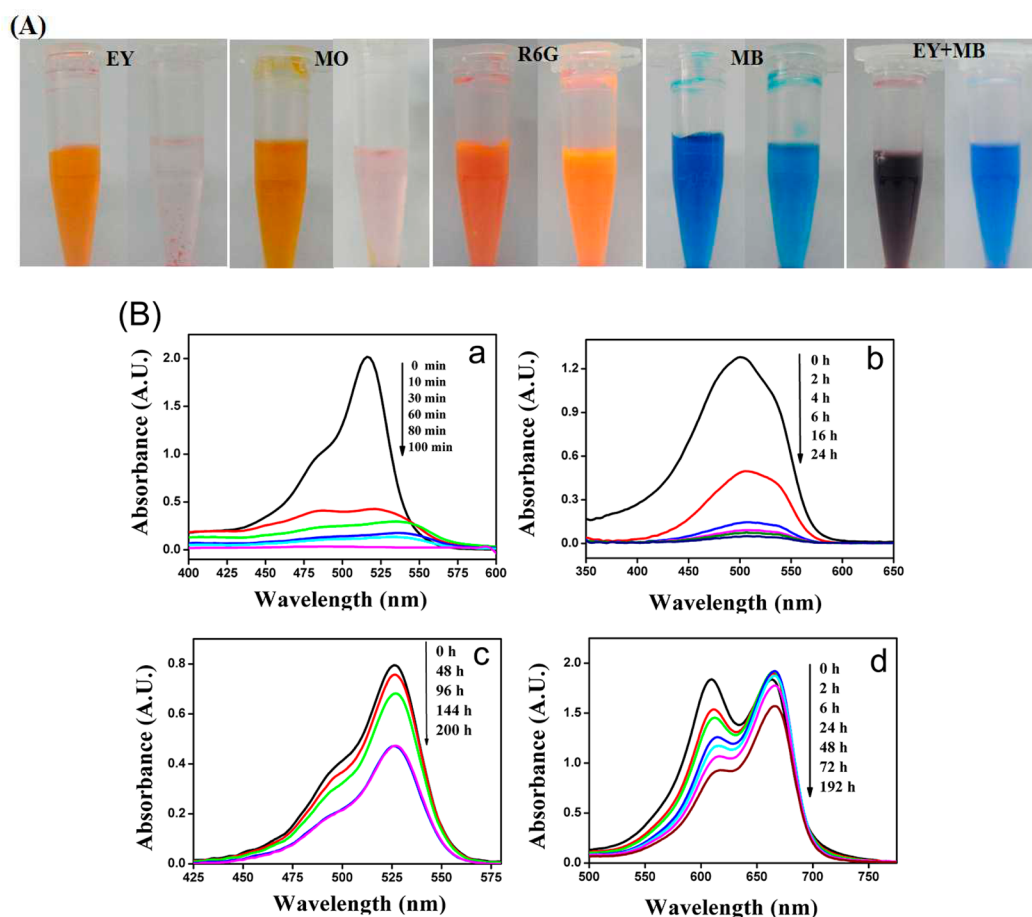 (A)
EY MO R6G MB EY+MB
(B)
a
2.0
1.5
1.0
0.5
0.0
0 min
10 min
30 min
60 min
80 min
100 min
400 425 450 475 500 525 550 575 600
Absorbance (A.U.)
Wavelength (nm)
b
1.2
0.9
0.6
0.3
0.0
0 h
2 h
4 h
6 h
16 h
24 h
350 400 450 500 550 600 650
Absorbance (A.U.)
Wavelength (nm)
c
0.8
0.6
0.4
0.2
0.0
0 h
48 h
96 h
144 h
200 h
425 450 475 500 525 550 575
Absorbance (A.U.)
Wavelength (nm)
d
2.0
1.5
1.0
0.5
0.0
0 h
2 h
6 h
24 h
48 h
72 h
192 h
500 550 600 650 700 750
Absorbance (A.U.)
Wavelength (nm)